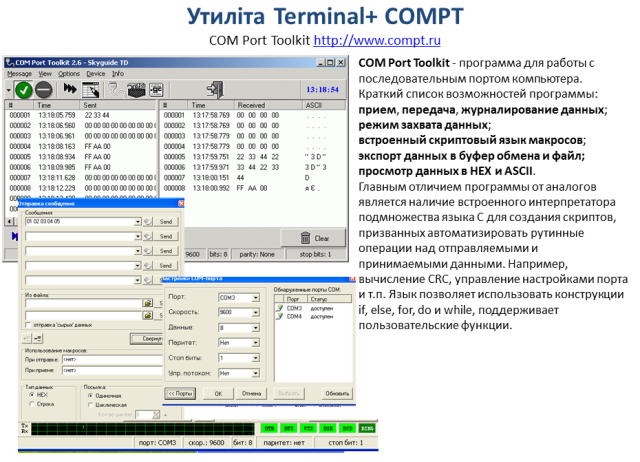 Утиліта Terminal+ COMPT
COM Port Toolkit http://www.compt.ru
COM Port Toolkit 2.6 - Skyguide TD
Message View Options Device Info
13:18:54
# Time Sent
000001 13:18:05.759 22 33 44
000002 13:18:06.560 00 00 00 00 00 00 00 (
000003 13:18:06.961 00 00 00 00 00 00 00 (
000004 13:18:08.163 FF AA 00
000005 13:18:08.934 FF AA 00
000006 13:18:09.985 FF AA 00
000007 13:18:11.628 00 00 00 00 00 00 00 (
000008 13:18:12.229 00 00 00 00 00 00 00 (
# Time Received ASCII
000001 13:17:58.769 00 00 00 00 . . . .
000002 13:17:58.769 00 00 00 00 . . . .
000003 13:17:58.769 00 00 00 00 . . . .
000004 13:17:58.769 00 00 00 00 . . . .
000005 13:17:59.751 22 33 44 22 " 3 D "
000006 13:17:59.971 33 44 22 33 3 D " 3
000007 13:18:00.151 44 D
000008 13:18:00.992 FF AA 00 я Є .
Clear
9600 bits: 8 parity: None stop bits: 1
Отправка сообщения
Сообщения
01 02 03 04 05 Send
Send
Send
Send
Send
Из файла:
отправка 'сырых' данных
Сверну
Использование макросов:
При отправке: <нет>
При приеме: <нет>
Тип данных:
HEX
Строка
Посылка:
Одиночная
Циклическая
Кол-во циклов: 3
Настройки COM-порта
Порт: COM3
Скорость: 9600
Данные: 8
Паритет: Нет
Стоп биты: 1
Упр. потоком: Нет
Обнаруженные порты COM:
Порт Статус
COM3 доступен
COM4 доступен
<< Порты OK Отмена Выбрать Обновить
Tx
Rx
DTR RTS CTS DSR DCD RING
порт: COM3 скор.: 9600 бит: 8 паритет: нет стоп бит: 1
COM Port Toolkit - программа для работы с
последовательным портом компьютера.
Краткий список возможностей программы:
прием, передача, журналирование данных;
режим захвата данных;
встроенный скриптовый язык макросов;
экспорт данных в буфер обмена и файл;
просмотр данных в HEX и ASCII.
Главным отличием программы от аналогов
является наличие встроенного интерпретатора
подмножества языка C для создания скриптов,
призванных автоматизировать рутинные
операции над отправляемыми и
принимаемыми данными. Например,
вычисление CRC, управление настройками порта
и т.п. Язык позволяет использовать конструкции
if, else, for, do и while, поддерживает
пользовательские функции.